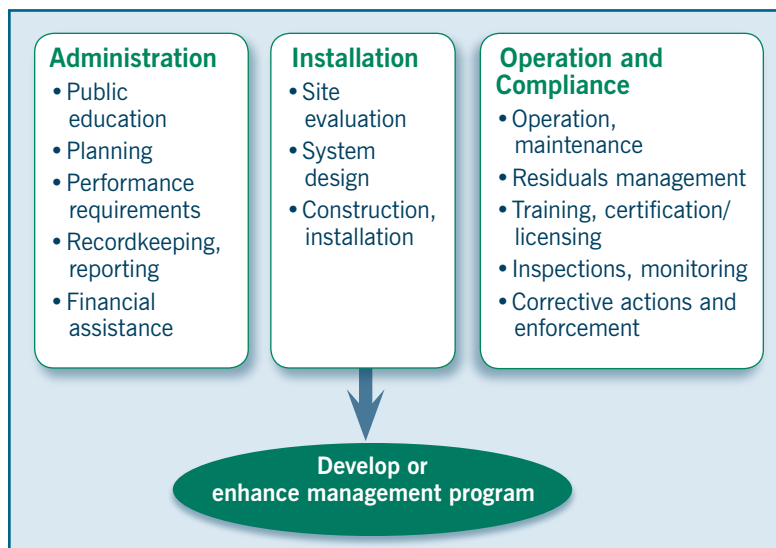 Administration
• Public
education
• Planning
• Performance
requirements
• Recordkeeping,
reporting
• Financial
assistance
Installation
• Site
evaluation
• System
design
• Construction,
installation
Operation and
Compliance
• Operation,
maintenance
• Residuals management
• Training, certification/
licensing
• Inspections, monitoring
• Corrective actions and
enforcement
Develop or
enhance management program